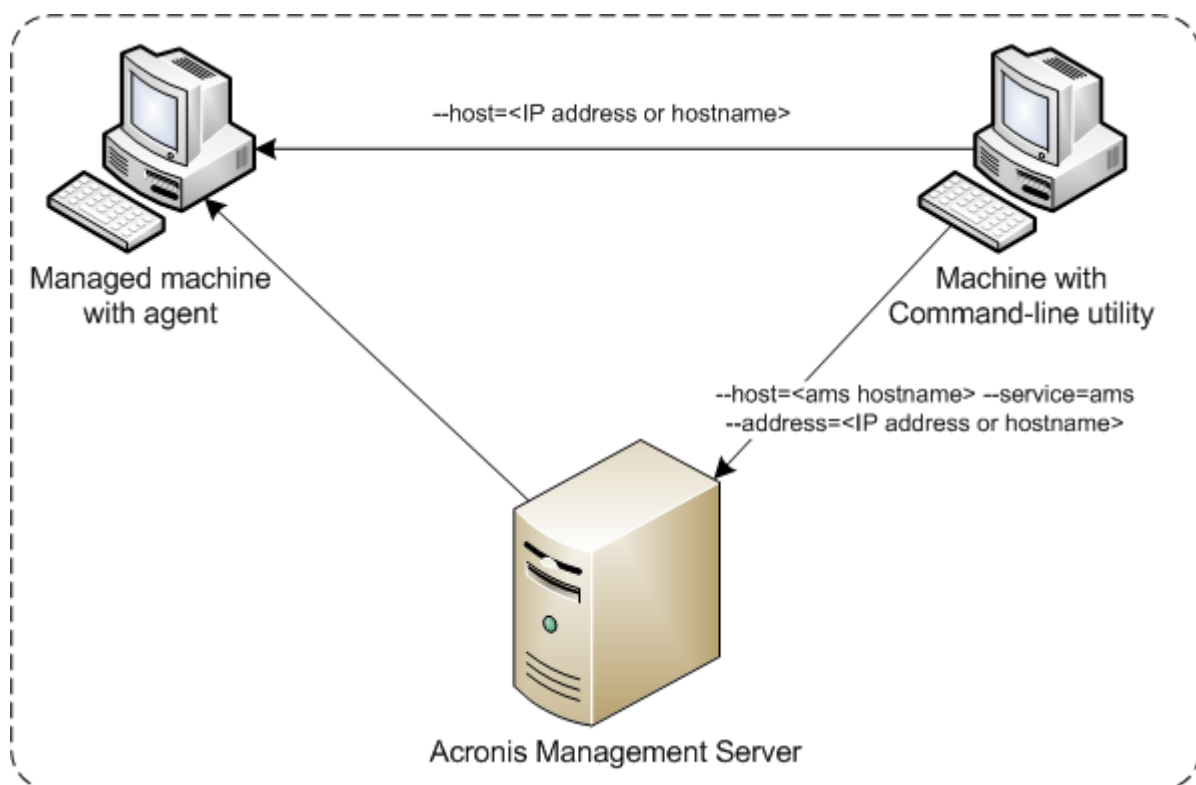 --host=<IP address or hostname>
Managed machine
with agent
Machine with
Command-line utility
--host=<ams hostname> --service=ams
--address=<IP address or hostname>
Acronis Management Server